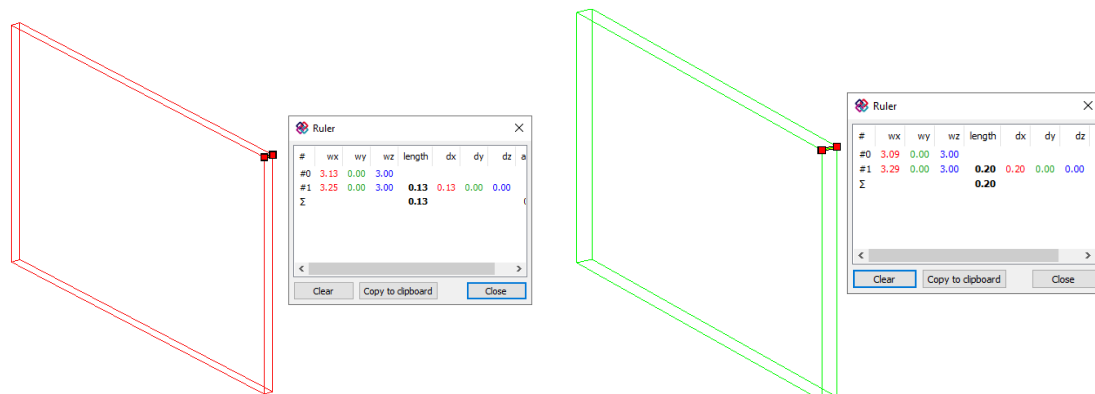 Ruler
# wx wy wz length dx dy dz a
#0 3.13 0.00 3.00
#1 3.25 0.00 3.00 0.13 0.13 0.00 0.00
Σ 0.13
Clear Copy to clipboard Close
Ruler
# wx wy wz length dx dy dz
#0 3.09 0.00 3.00
#1 3.29 0.00 3.00 0.20 0.20 0.00 0.00
Σ 0.20
Clear Copy to clipboard Close